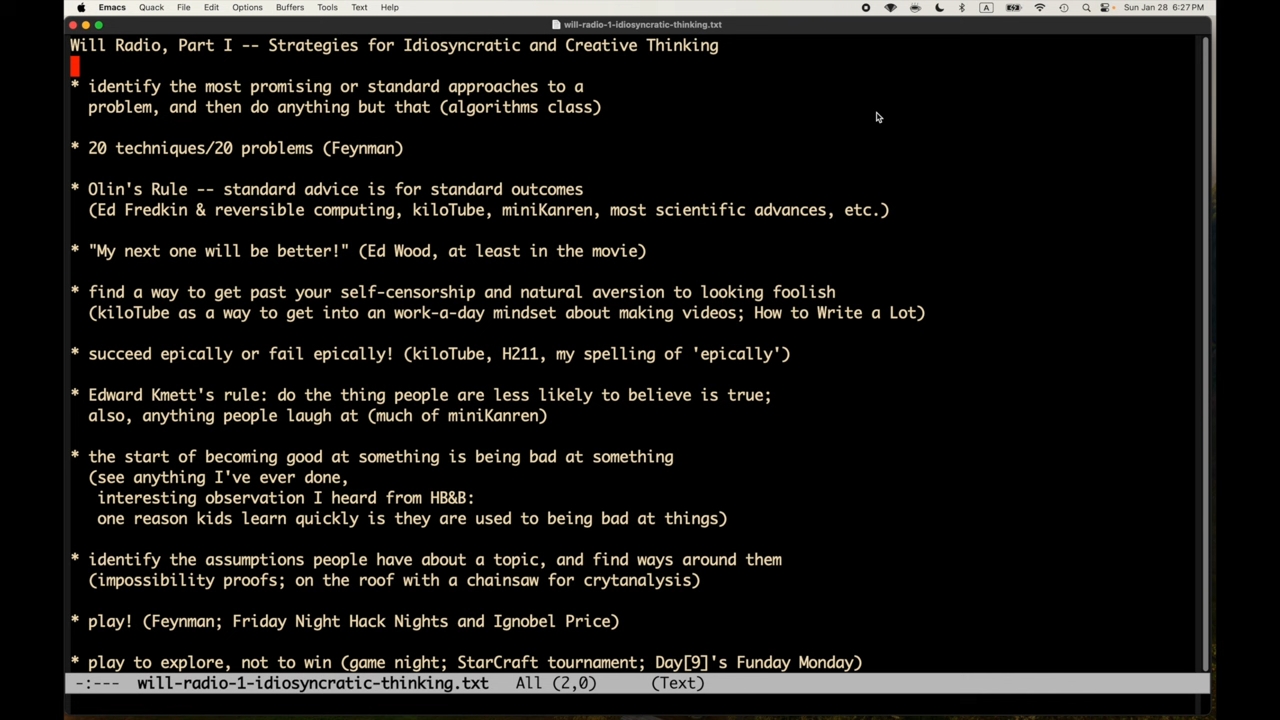 Emacs Quack File Edit Options Buffers Tools Text Help A Sun Jan 28 6:27 PM
will-radio-1-idiosyncratic-thinking.txt
Will Radio, Part I -- Strategies for Idiosyncratic and Creative Thinking
* identify the most promising or standard approaches to a
problem, and then do anything but that (algorithms class)
* 20 techniques/20 problems (Feynman)
* Olin's Rule -- standard advice is for standard outcomes
(Ed Fredkin & reversible computing, kiloTube, miniKanren, most scientific advances, etc.)
* "My next one will be better!" (Ed Wood, at least in the movie)
* find a way to get past your self-censorship and natural aversion to looking foolish
(kiloTube as a way to get into an work-a-day mindset about making videos; How to Write a Lot)
* succeed epically or fail epically! (kiloTube, H211, my spelling of 'epically')
* Edward Kmett's rule: do the thing people are less likely to believe is true;
also, anything people laugh at (much of miniKanren)
* the start of becoming good at something is being bad at something
(see anything I've ever done,
interesting observation I heard from HB&B:
one reason kids learn quickly is they are used to being bad at things)
* identify the assumptions people have about a topic, and find ways around them
(impossibility proofs; on the roof with a chainsaw for crytanalysis)
* play! (Feynman; Friday Night Hack Nights and Ignobel Price)
* play to explore, not to win (game night; StarCraft tournament; Day[9]'s Funday Monday)
-:--- will-radio-1-idiosyncratic-thinking.txt All (2,0) (Text)